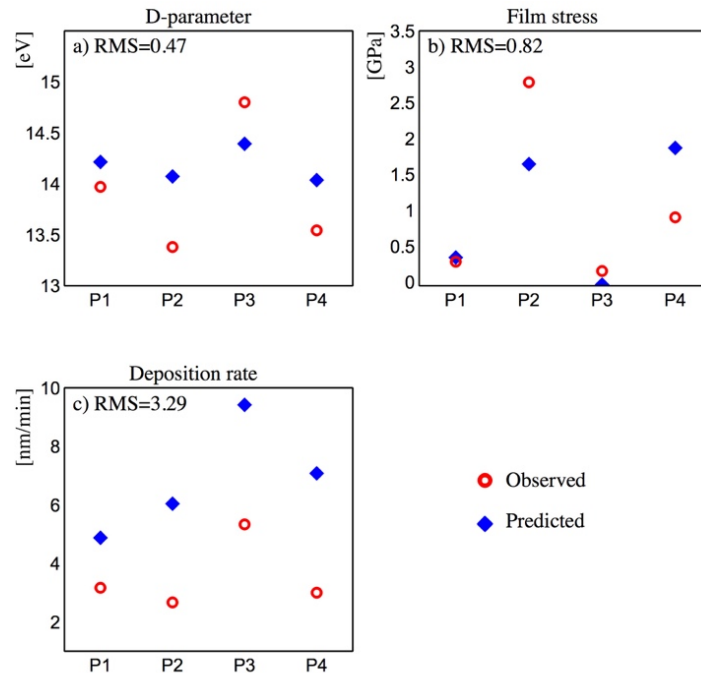 D-parameter
[eV]
a) RMS=0.47
15
14.5
14
13.5
13
P1 P2 P3 P4
Film stress
[GPa]
b) RMS=0.82
3.5
3
2.5
2
1.5
1
0.5
0
P1 P2 P3 P4
Deposition rate
[nm/min]
c) RMS=3.29
10
8
6
4
2
P1 P2 P3 P4
Observed
Predicted